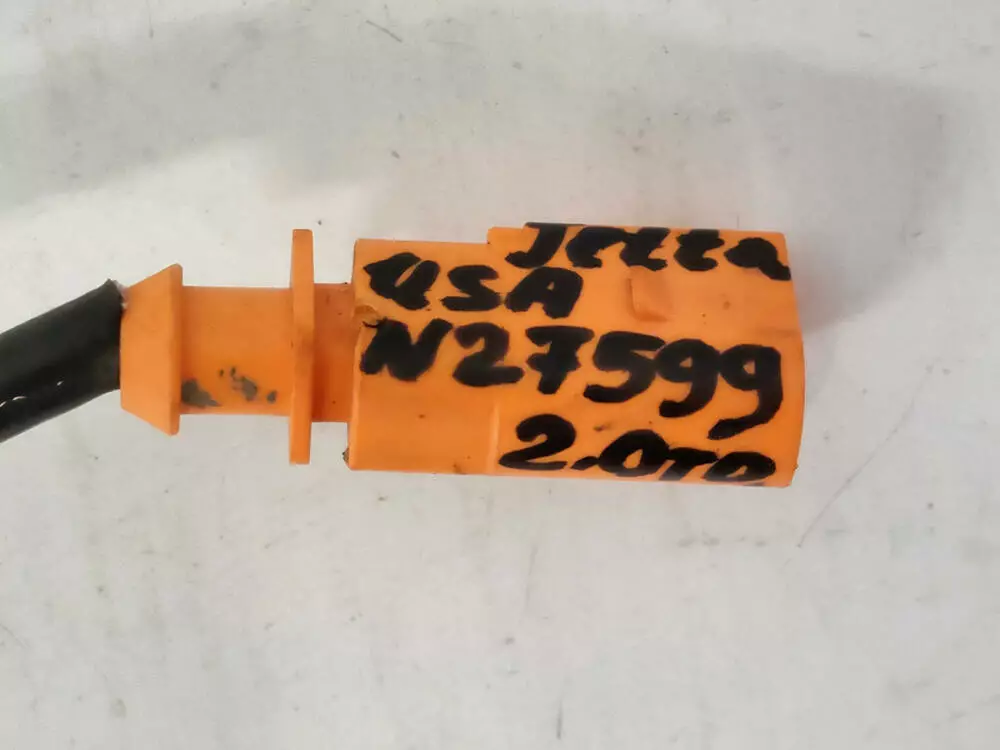 Jetta
USA
N27599
2.0TD